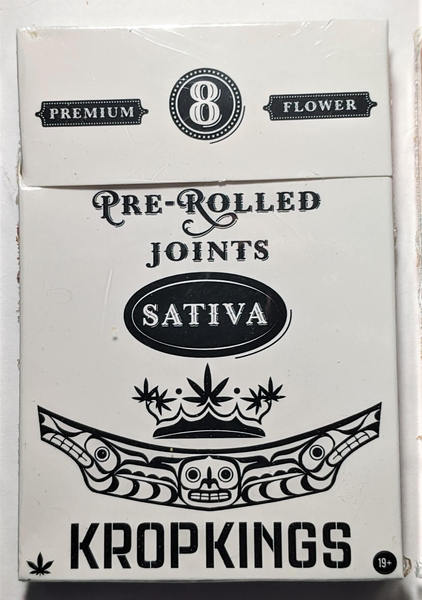 PREMIUM 8 FLOWER
PRE-ROLLED
JOINTS
SATIVA
KROPKINGS
19+